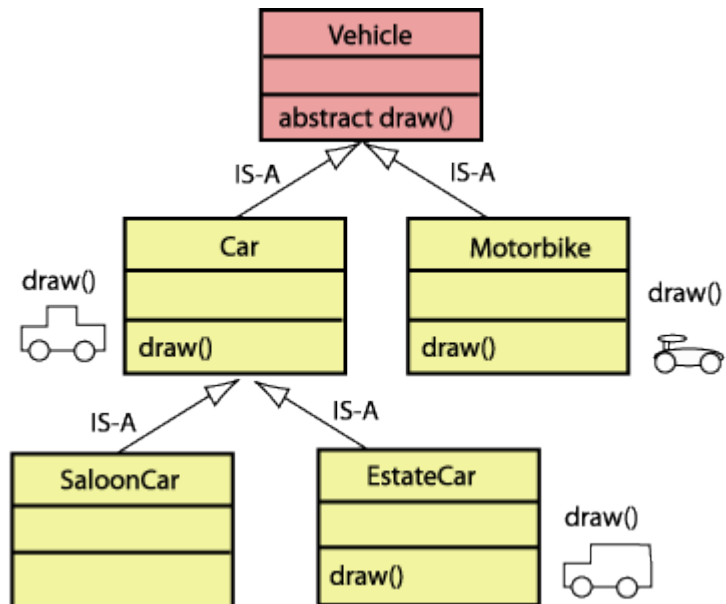 Vehicle
abstract draw()
IS-A
IS-A
Car
Motorbike
draw()
draw()
draw()
draw()
IS-A
IS-A
SaloonCar
EstateCar
draw()
draw()